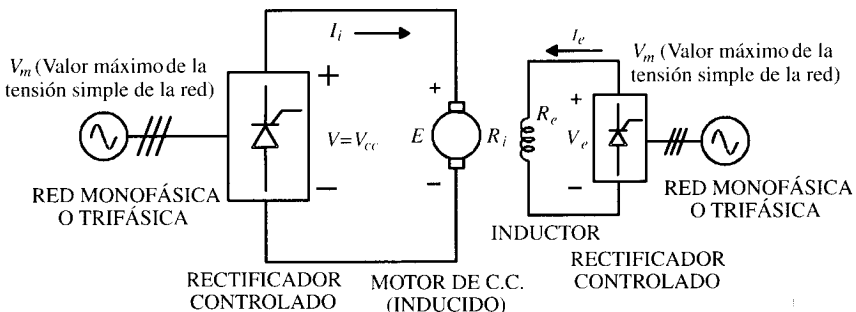 V_m (Valor máximo de la
tensión simple de la red)
RED MONOFÁSICA
O TRIFÁSICA
I_i
+
V=V_cc
−
RECTIFICADOR
CONTROLADO
+
E
R_i
−
MOTOR DE C.C.
(INDUCIDO)
R_e
INDUCTOR
I_e
+
V_e
−
RECTIFICADOR
CONTROLADO
V_m (Valor máximo de la
tensión simple de la red)
RED MONOFÁSICA
O TRIFÁSICA